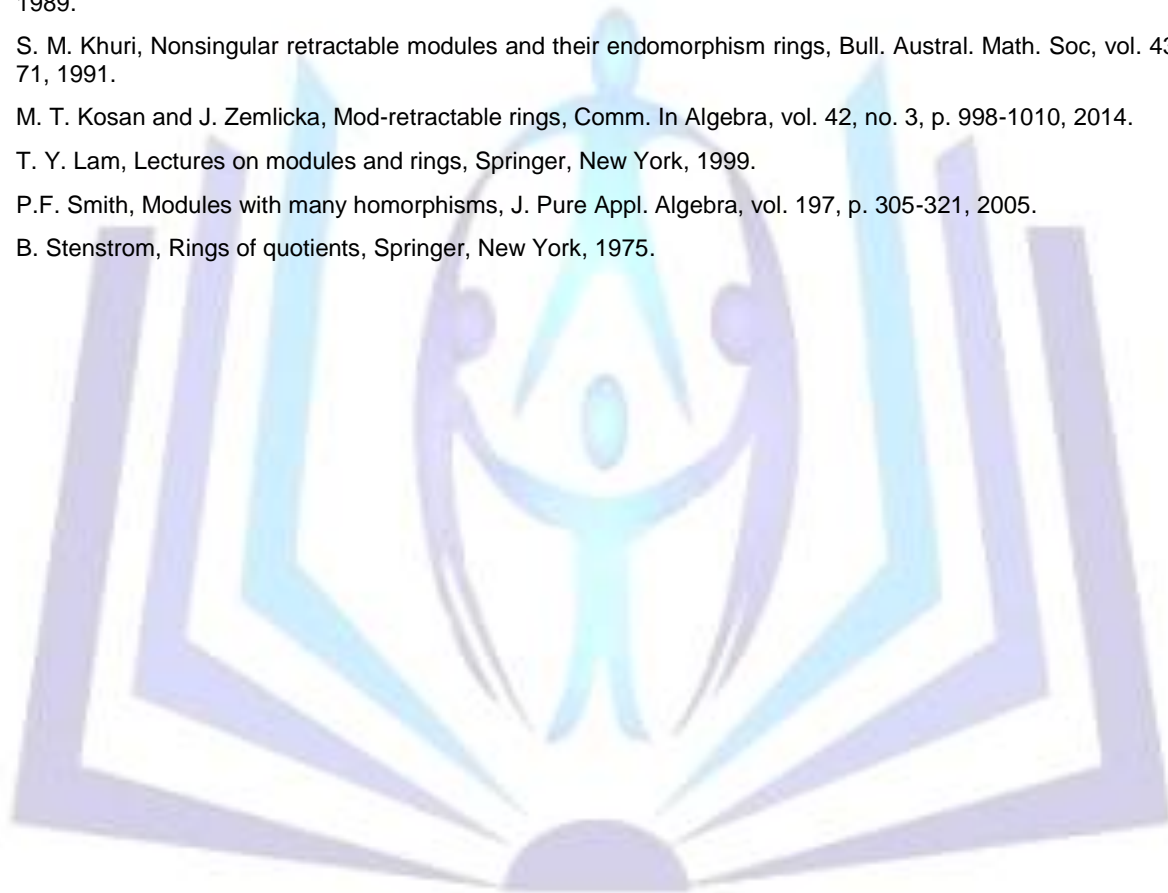 1989.
S. M. Khuri, Nonsingular retractable modules and their endomorphism rings, Bull. Austral. Math. Soc, vol. 43
71, 1991.
M. T. Kosan and J. Zemlicka, Mod-retractable rings, Comm. In Algebra, vol. 42, no. 3, p. 998-1010, 2014.
T. Y. Lam, Lectures on modules and rings, Springer, New York, 1999.
P.F. Smith, Modules with many homorphisms, J. Pure Appl. Algebra, vol. 197, p. 305-321, 2005.
B. Stenstrom, Rings of quotients, Springer, New York, 1975.